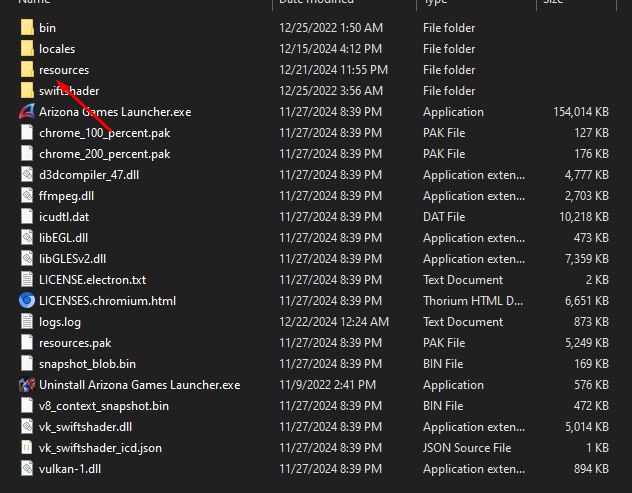 Name Date modified Type Size
bin 12/25/2022 1:50 AM File folder
locales 12/15/2024 4:12 PM File folder
resources 12/21/2024 11:55 PM File folder
swiftshader 12/25/2022 3:56 AM File folder
Arizona Games Launcher.exe 11/27/2024 8:39 PM Application 154,014 KB
chrome_100_percent.pak 11/27/2024 8:39 PM PAK File 127 KB
chrome_200_percent.pak 11/27/2024 8:39 PM PAK File 176 KB
d3dcompiler_47.dll 11/27/2024 8:39 PM Application exten... 4,777 KB
ffmpeg.dll 11/27/2024 8:39 PM Application exten... 2,703 KB
icudtl.dat 11/27/2024 8:39 PM DAT File 10,218 KB
libEGL.dll 11/27/2024 8:39 PM Application exten... 473 KB
libGLESv2.dll 11/27/2024 8:39 PM Application exten... 7,359 KB
LICENSE.electron.txt 11/27/2024 8:39 PM Text Document 2 KB
LICENSES.chromium.html 11/27/2024 8:39 PM Thorium HTML D... 6,651 KB
logs.log 12/22/2024 12:24 AM Text Document 873 KB
resources.pak 11/27/2024 8:39 PM PAK File 5,249 KB
snapshot_blob.bin 11/27/2024 8:39 PM BIN File 169 KB
Uninstall Arizona Games Launcher.exe 11/9/2022 2:41 PM Application 576 KB
v8_context_snapshot.bin 11/27/2024 8:39 PM BIN File 472 KB
vk_swiftshader.dll 11/27/2024 8:39 PM Application exten... 5,014 KB
vk_swiftshader_icd.json 11/27/2024 8:39 PM JSON Source File 1 KB
vulkan-1.dll 11/27/2024 8:39 PM Application exten... 894 KB